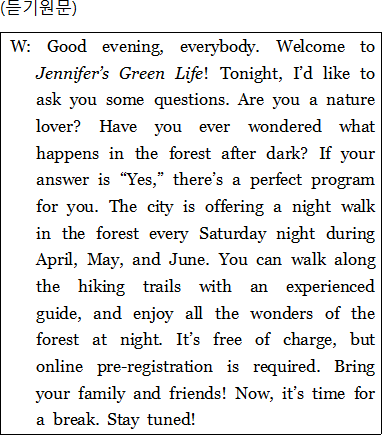 (듣기원문)
W: Good evening, everybody. Welcome to
Jennifer's Green Life! Tonight, I'd like to
ask you some questions. Are you a nature
lover? Have you ever wondered what
happens in the forest after dark? If your
answer is “Yes,” there's a perfect program
for you. The city is offering a night walk
in the forest every Saturday night during
April, May, and June. You can walk along
the hiking trails with an experienced
guide, and enjoy all the wonders of the
forest at night. It's free of charge, but
online pre-registration is required. Bring
your family and friends! Now, it's time for
a break. Stay tuned!